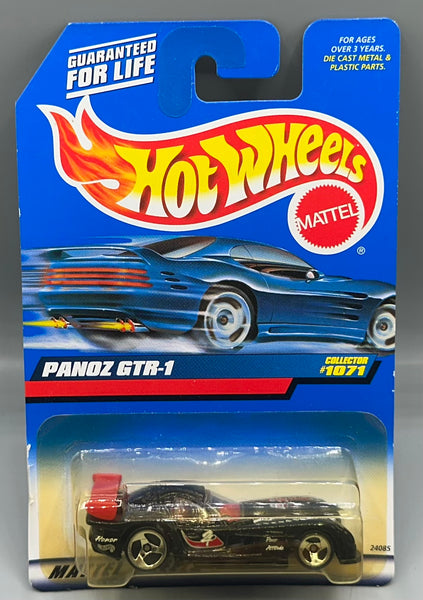 GUARANTEED
FOR LIFE
FOR AGES
OVER 3 YEARS.
DIE CAST METAL &
PLASTIC PARTS.
HOT WHEELS
MATTEL
®
PANOZ GTR-1
COLLECTOR
#1071
24085
Honor